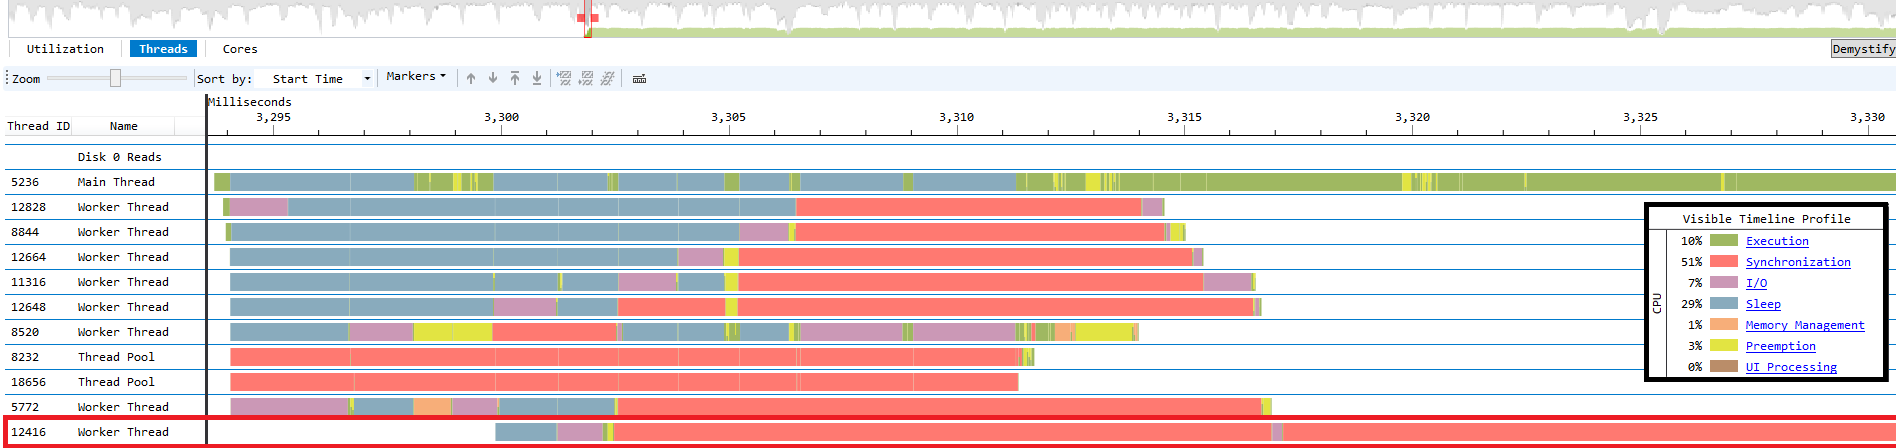 Utilization Threads Cores Demystify
Zoom Sort by: Start Time Markers
Milliseconds
3,295 3,300 3,305 3,310 3,315 3,320 3,325 3,330
Thread ID Name
Disk 0 Reads
5236 Main Thread
12828 Worker Thread
8844 Worker Thread
12664 Worker Thread
11316 Worker Thread
12648 Worker Thread
8520 Worker Thread
8232 Thread Pool
18656 Thread Pool
5772 Worker Thread
12416 Worker Thread
Visible Timeline Profile
CPU
10% Execution
51% Synchronization
7% I/O
29% Sleep
1% Memory Management
3% Preemption
0% UI Processing